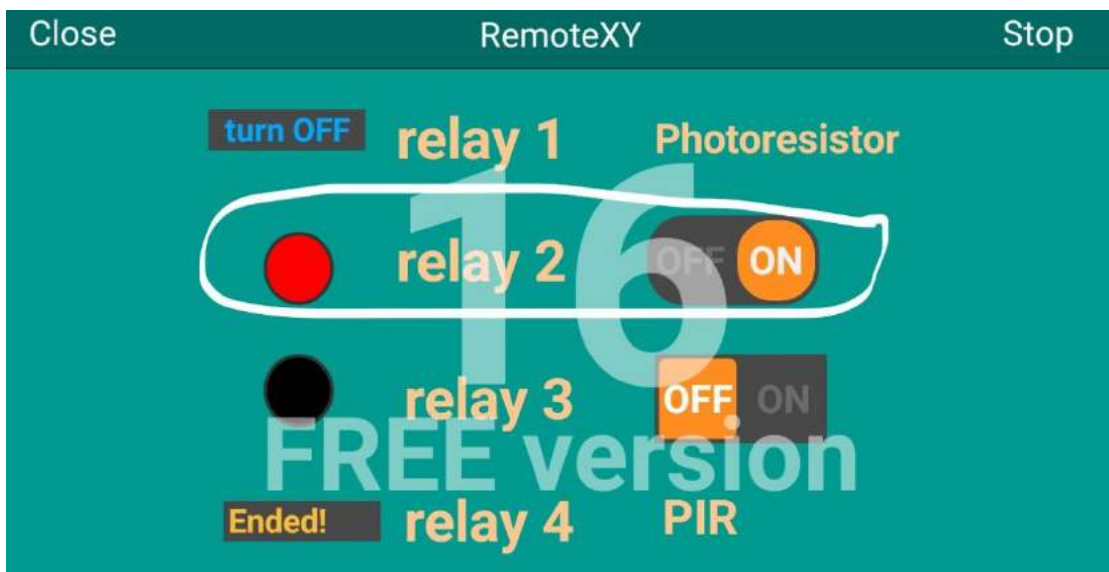 Close RemoteXY Stop
turn OFF relay 1 Photoresistor
16
relay 2 OFF ON
relay 3 OFF ON
FREE version
Ended! relay 4 PIR